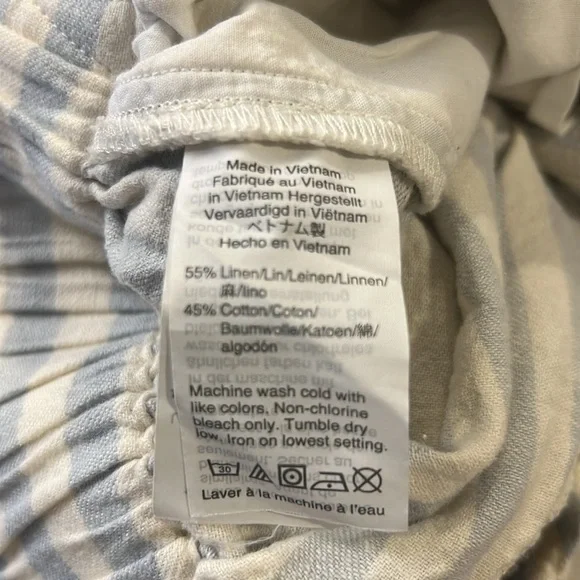 Made in Vietnam
Fabriqué au Vietnam
in Vietnam Hergestellt
Vervaardigd in Viëtnam
ベトナム製
Hecho en Vietnam
55% Linen/Lin/Leinen/Linnen/
麻/lino
45% Cotton/Coton/
Baumwolle/Katoen/綿/
algodón
Machine wash cold with
like colors. Non-chlorine
bleach only. Tumble dry
low. Iron on lowest setting.
30
Laver à la machine à l'eau